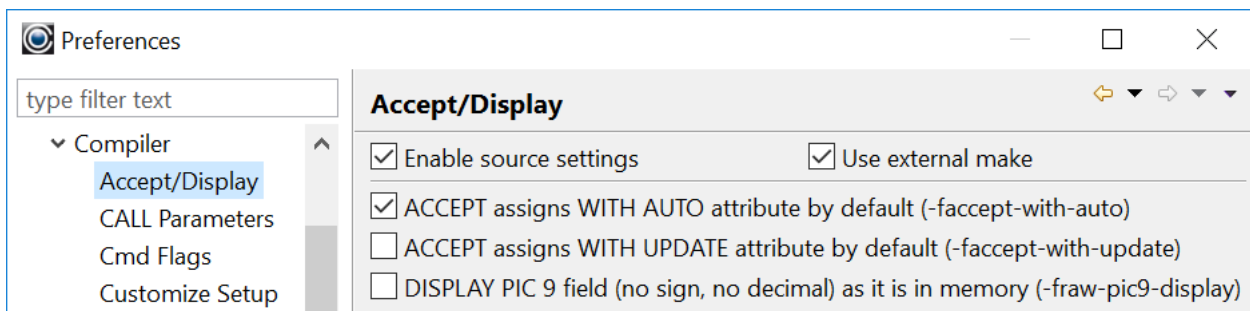 Preferences
type filter text
Compiler
Accept/Display
CALL Parameters
Cmd Flags
Customize Setup
Accept/Display
Enable source settings
Use external make
ACCEPT assigns WITH AUTO attribute by default (-faccept-with-auto)
ACCEPT assigns WITH UPDATE attribute by default (-faccept-with-update)
DISPLAY PIC 9 field (no sign, no decimal) as it is in memory (-fraw-pic9-display)